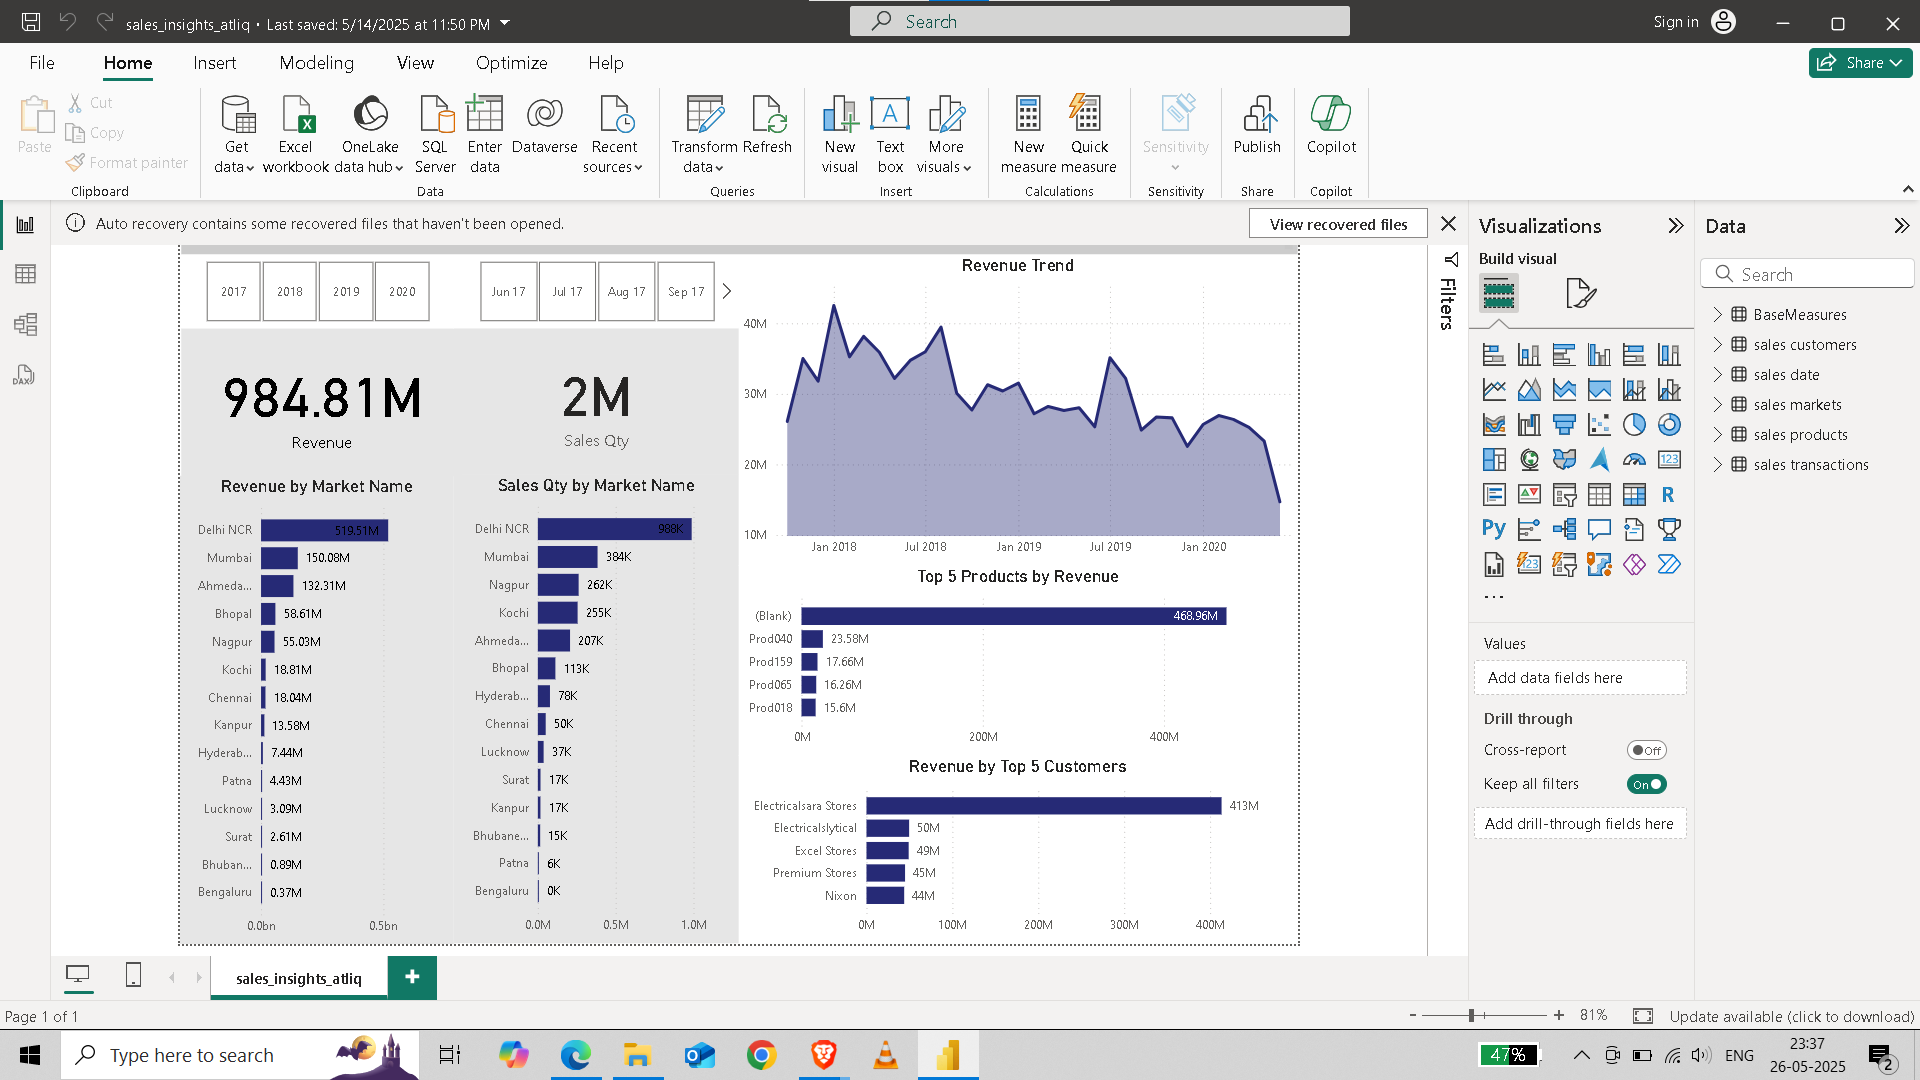 sales_insights_atliq • Last saved: 5/14/2025 at 11:50 PM
Search
Sign in
File Home Insert Modeling View Optimize Help
Share
Paste
Cut
Copy
Format painter
Clipboard
Get data
Excel workbook
OneLake data hub
SQL Server
Enter data
Dataverse
Recent sources
Data
Transform data
Refresh
Queries
New visual
Text box
More visuals
Insert
New measure
Quick measure
Calculations
Sensitivity
Sensitivity
Publish
Share
Copilot
Copilot
Auto recovery contains some recovered files that haven't been opened.
View recovered files
2017 2018 2019 2020
Jun 17 Jul 17 Aug 17 Sep 17
984.81M
Revenue
2M
Sales Qty
Revenue by Market Name
Delhi NCR 519.51M
Mumbai 150.08M
Ahmeda... 132.31M
Bhopal 58.61M
Nagpur 55.03M
Kochi 18.81M
Chennai 18.04M
Kanpur 13.58M
Hyderab... 7.44M
Patna 4.43M
Lucknow 3.09M
Surat 2.61M
Bhuban... 0.89M
Bengaluru 0.37M
0.0bn 0.5bn
Sales Qty by Market Name
Delhi NCR 988K
Mumbai 384K
Nagpur 262K
Kochi 255K
Ahmeda... 207K
Bhopal 113K
Hyderab... 78K
Chennai 50K
Lucknow 37K
Surat 17K
Kanpur 17K
Bhubane... 15K
Patna 6K
Bengaluru 0K
0.0M 0.5M 1.0M
Revenue Trend
40M
30M
20M
10M
Jan 2018 Jul 2018 Jan 2019 Jul 2019 Jan 2020
Top 5 Products by Revenue
(Blank) 468.96M
Prod040 23.58M
Prod159 17.66M
Prod065 16.26M
Prod018 15.6M
0M 200M 400M
Revenue by Top 5 Customers
Electricalsara Stores 413M
Electricalslytical 50M
Excel Stores 49M
Premium Stores 45M
Nixon 44M
0M 100M 200M 300M 400M
Filters
Visualizations
Build visual
123
R
Py
123
...
Values
Add data fields here
Drill through
Cross-report Off
Keep all filters On
Add drill-through fields here
Data
Search
BaseMeasures
sales customers
sales date
sales markets
sales products
sales transactions
DAX
sales_insights_atliq
Page 1 of 1
- + 81%
Update available (click to download)
Type here to search
47%
ENG
23:37
26-05-2025
2